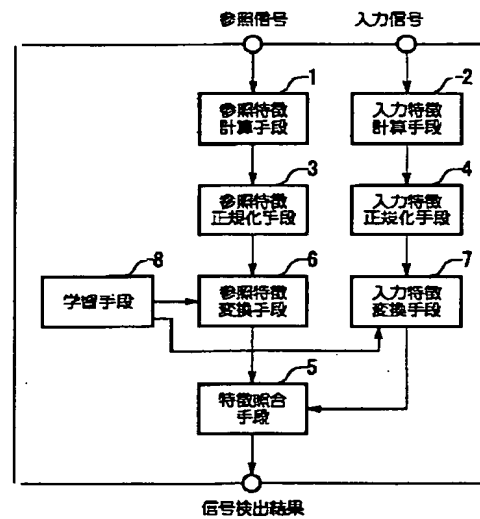 参照信号
入力信号
1
参照特徴
計算手段
2
入力特徴
計算手段
3
参照特徴
正規化手段
4
入力特徴
正規化手段
8
学習手段
6
参照特徴
変換手段
7
入力特徴
変換手段
5
特徴照合
手段
信号検出結果